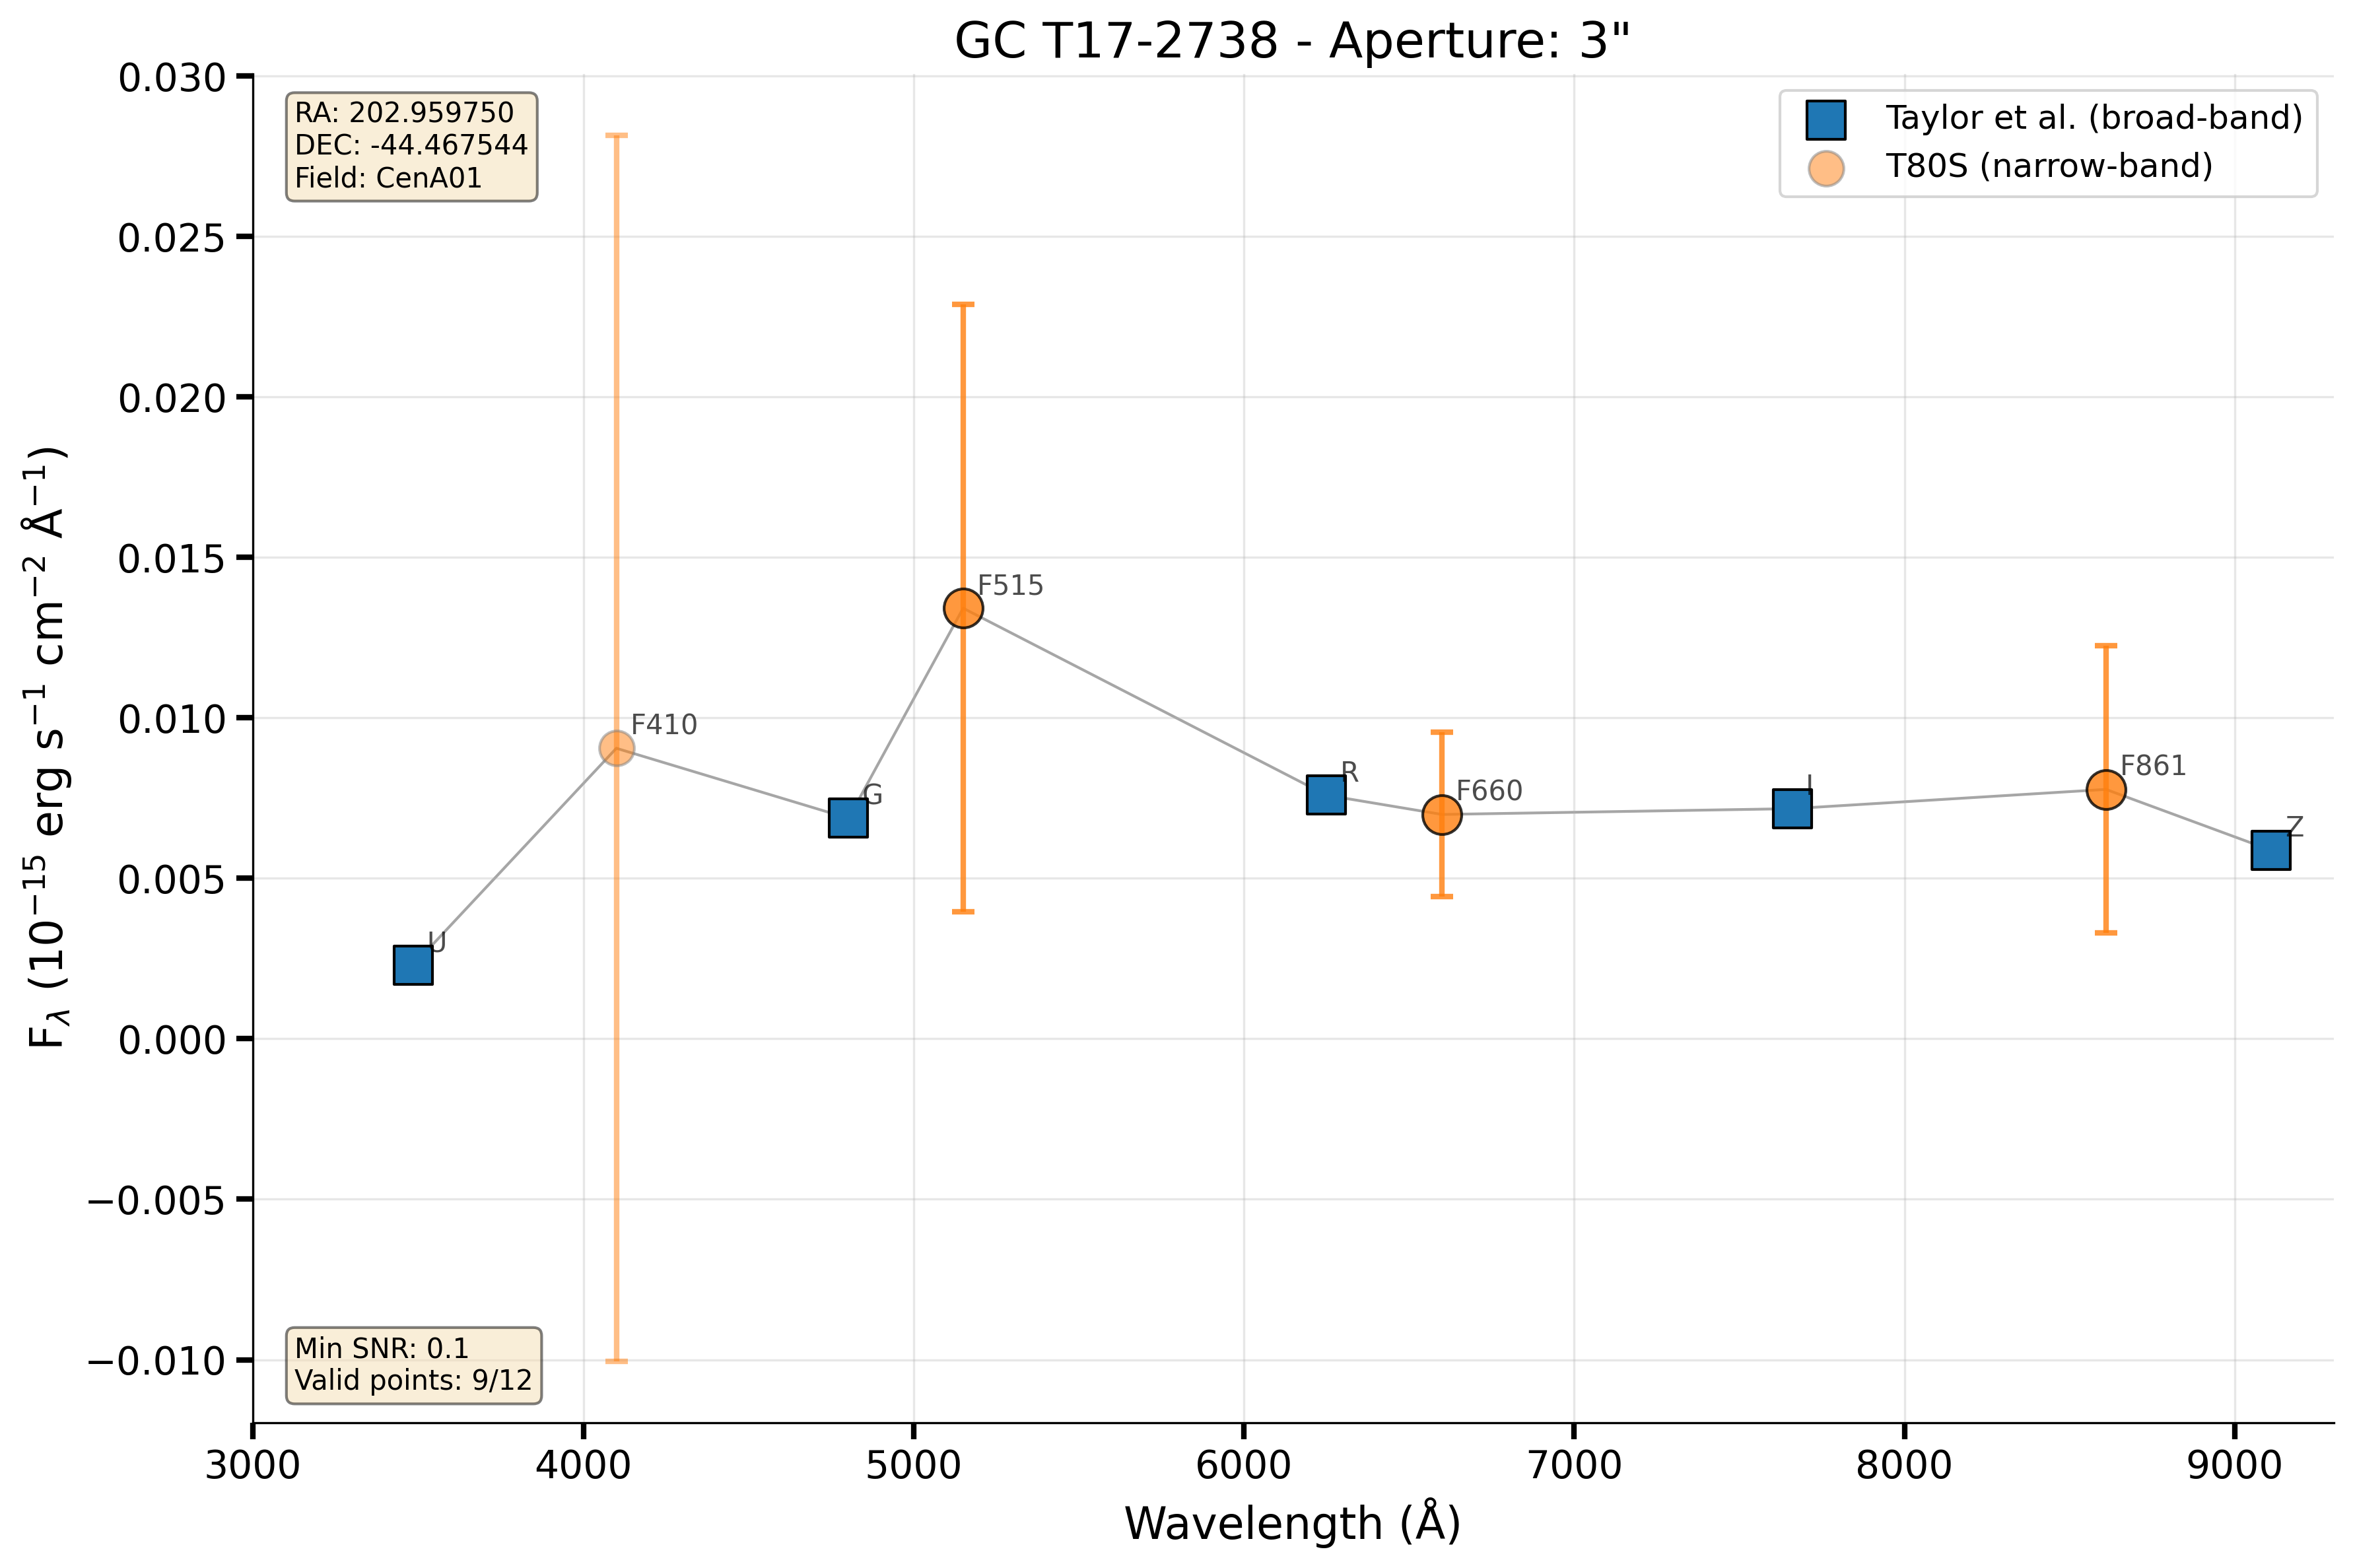 GC T17-2738 - Aperture: 3"
RA: 202.959750
DEC: -44.467544
Field: CenA01
Taylor et al. (broad-band)
T80S (narrow-band)
0.030
0.025
0.020
0.015
0.010
0.005
0.000
−0.005
−0.010
F_λ (10⁻¹⁵ erg s⁻¹ cm⁻² Å⁻¹)
U
F410
G
F515
R
F660
I
F861
Z
Min SNR: 0.1
Valid points: 9/12
3000 4000 5000 6000 7000 8000 9000
Wavelength (Å)